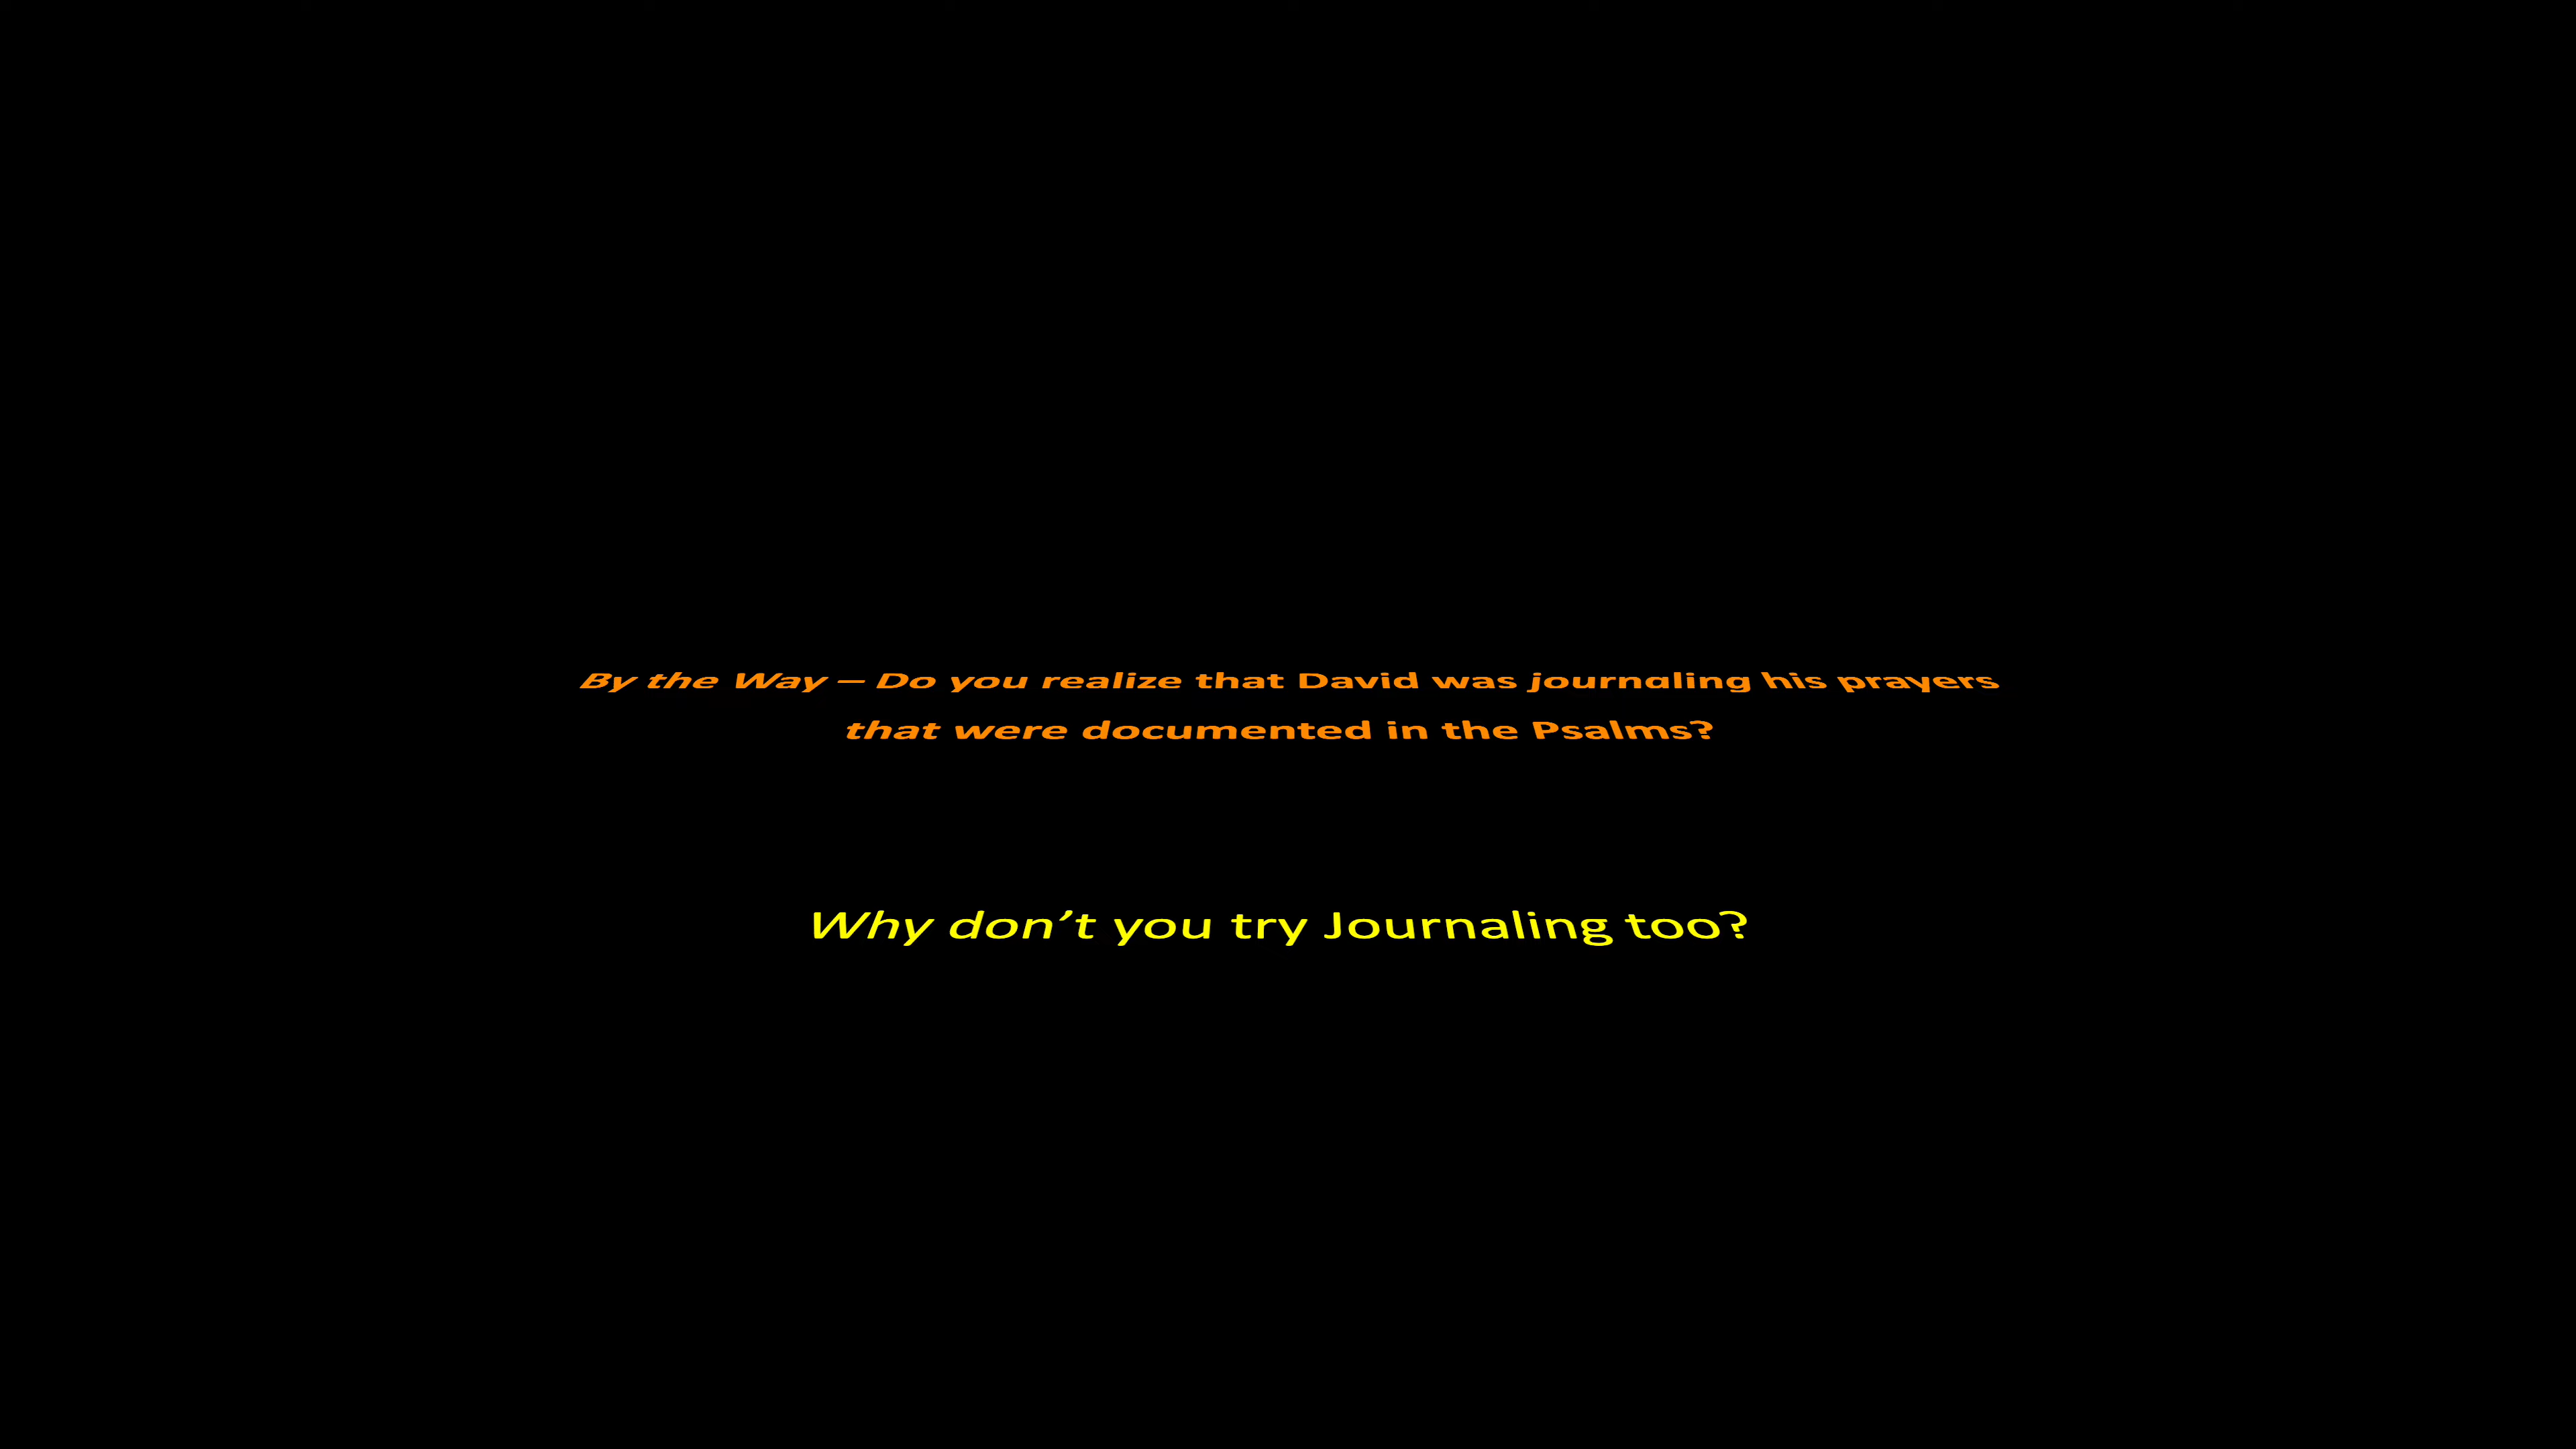 By the Way – Do you realize that David was journaling his prayers
that were documented in the Psalms?
Why don’t you try Journaling too?